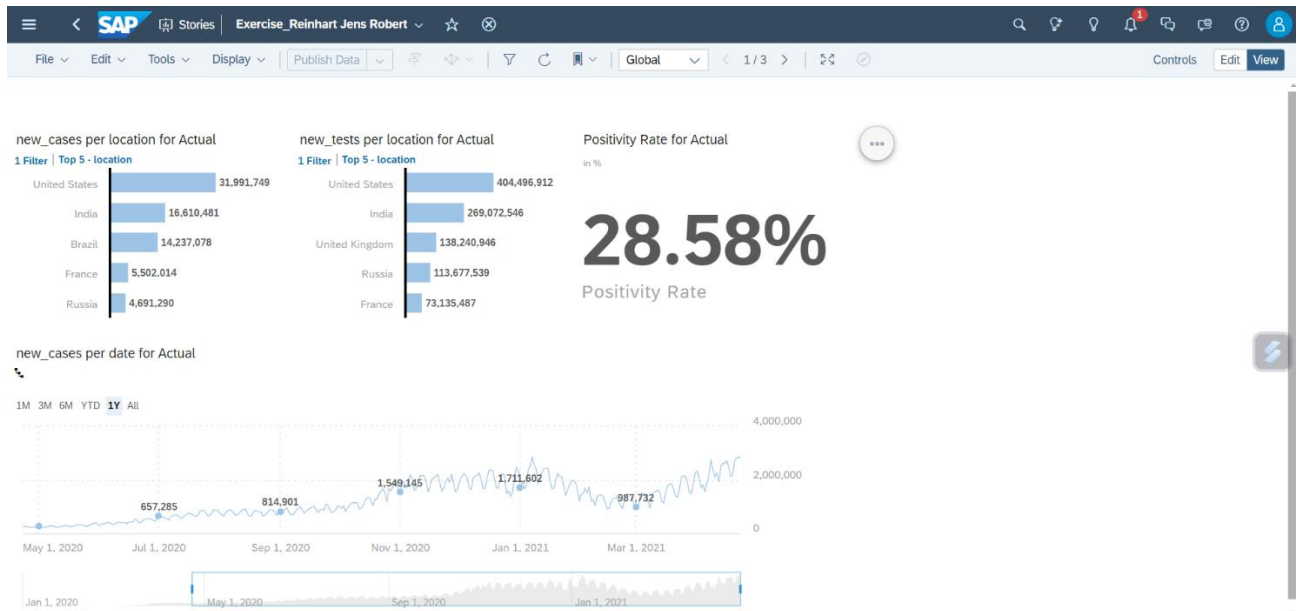 SAP Stories Exercise_Reinhart Jens Robert
1
File Edit Tools Display Publish Data Global 1/3 Controls Edit View
new_cases per location for Actual
1 Filter | Top 5 - location
United States 31,991,749
India 16,610,481
Brazil 14,237,078
France 5,502,014
Russia 4,691,290
new_tests per location for Actual
1 Filter | Top 5 - location
United States 404,496,912
India 269,072,546
United Kingdom 138,240,946
Russia 113,677,539
France 73,135,487
Positivity Rate for Actual
in %
28.58%
Positivity Rate
new_cases per date for Actual
1M 3M 6M YTD 1Y All
4,000,000
2,000,000
0
657,285
814,901
1,549,145
1,711,602
987,732
May 1, 2020 Jul 1, 2020 Sep 1, 2020 Nov 1, 2020 Jan 1, 2021 Mar 1, 2021
Jan 1, 2020 May 1, 2020 Sep 1, 2020 Jan 1, 2021